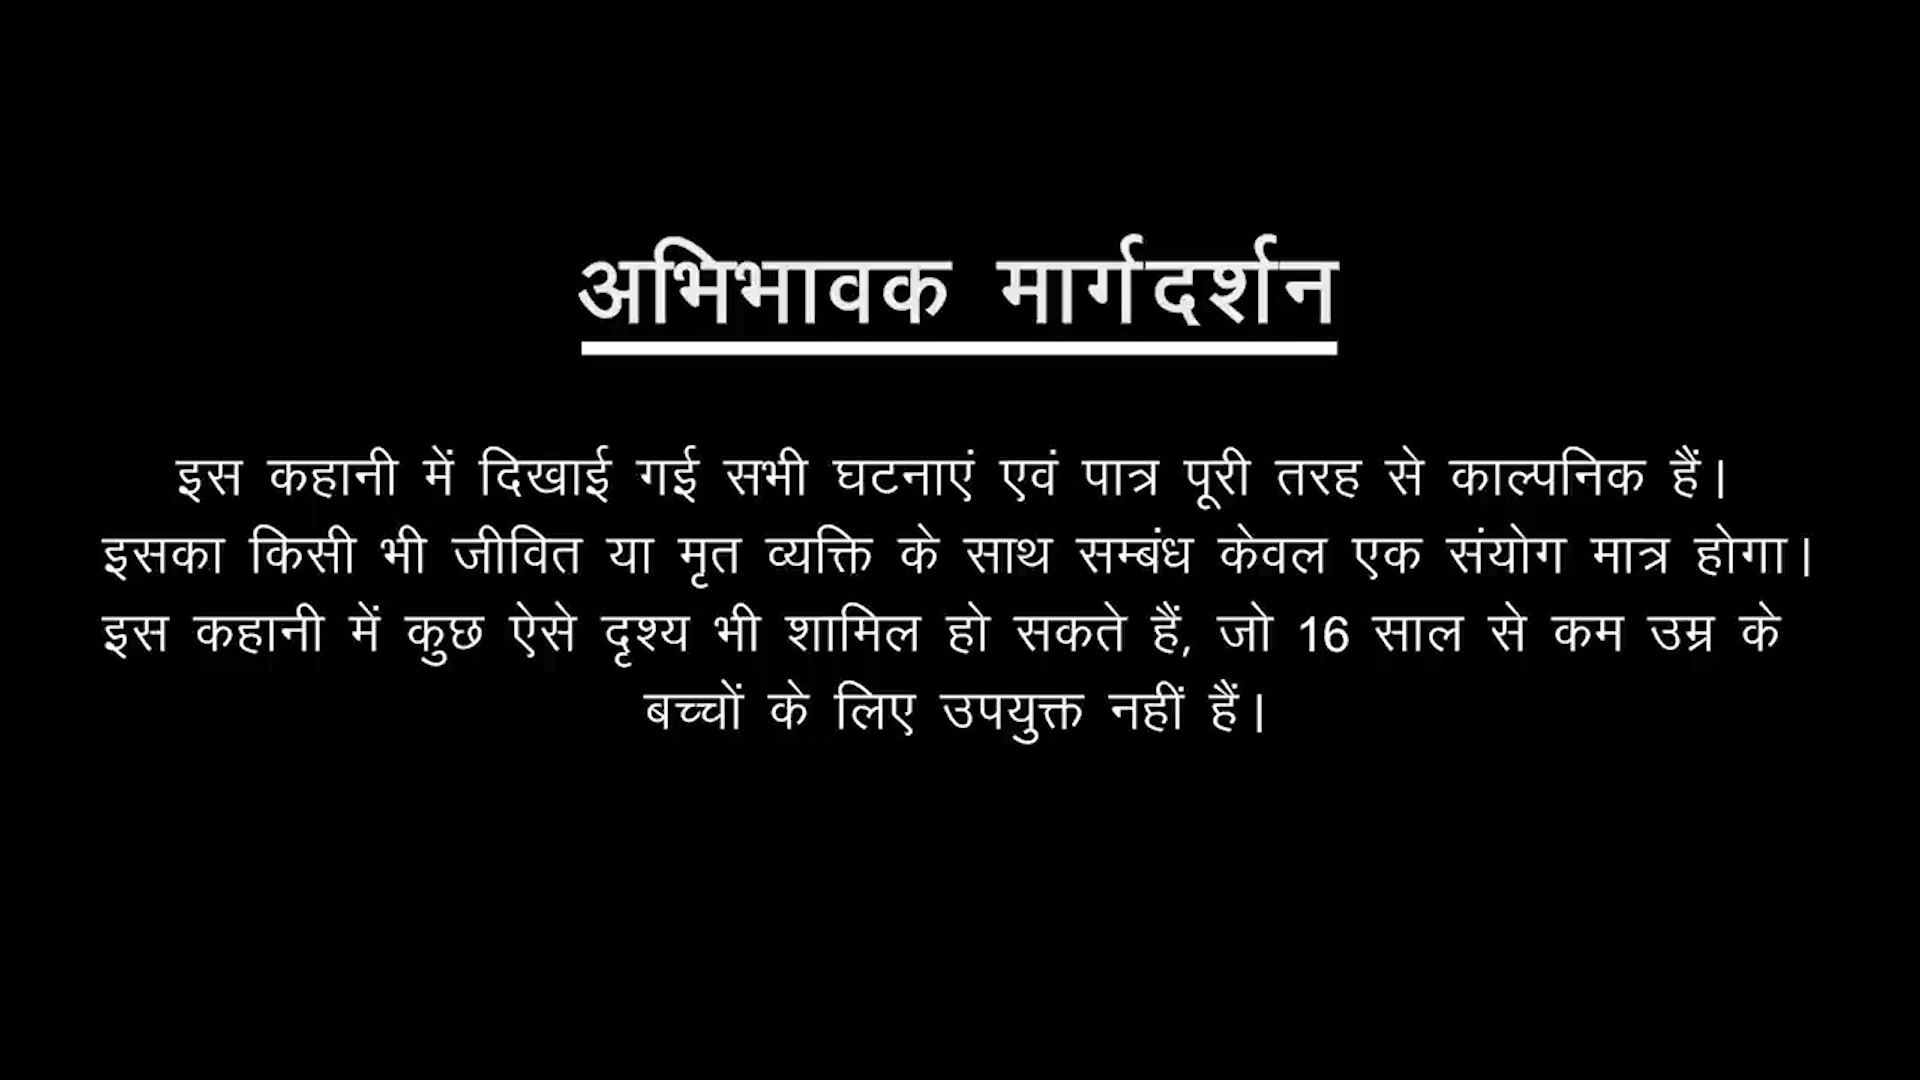 अभिभावक मार्गदर्शन
इस कहानी में दिखाई गई सभी घटनाएं एवं पात्र पूरी तरह से काल्पनिक हैं।
इसका किसी भी जीवित या मृत व्यक्ति के साथ सम्बंध केवल एक संयोग मात्र होगा।
इस कहानी में कुछ ऐसे दृश्य भी शामिल हो सकते हैं, जो 16 साल से कम उम्र के
बच्चों के लिए उपयुक्त नहीं हैं।